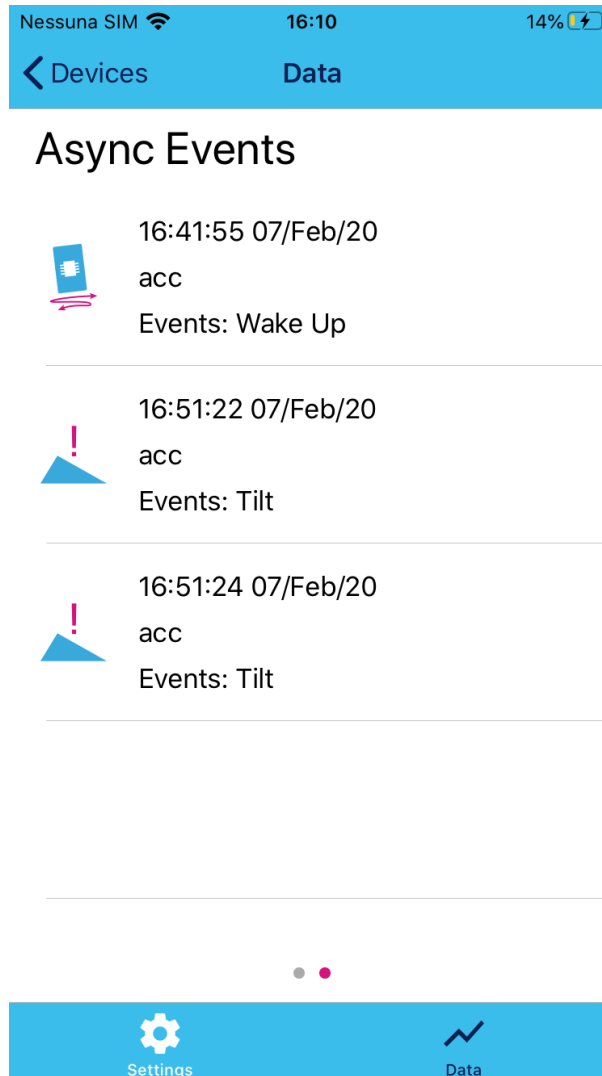 Nessuna SIM 16:10 14%
Devices Data
Async Events
16:41:55 07/Feb/20
acc
Events: Wake Up
16:51:22 07/Feb/20
acc
Events: Tilt
16:51:24 07/Feb/20
acc
Events: Tilt
Settings Data